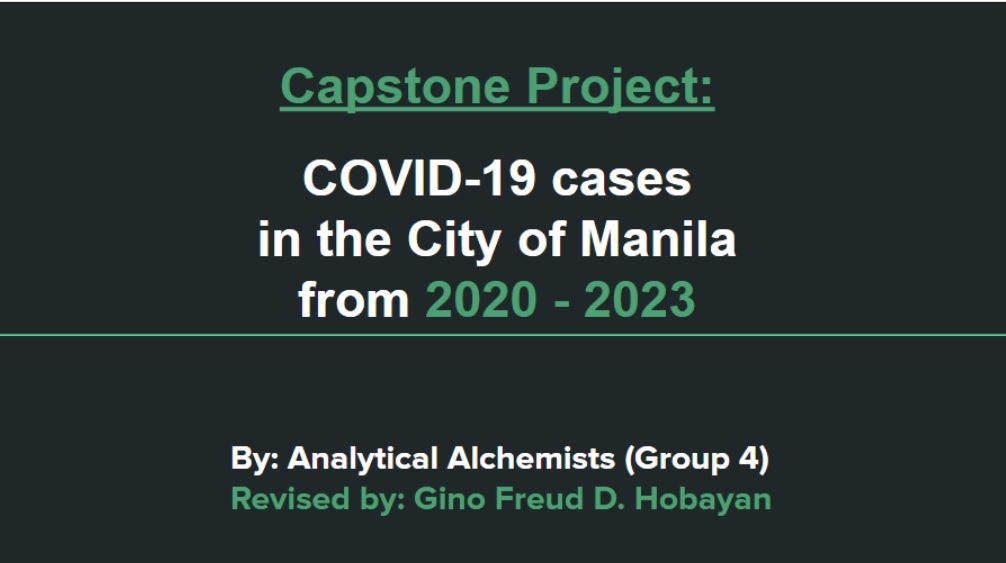 Capstone Project:
COVID-19 cases
in the City of Manila
from 2020 - 2023
By: Analytical Alchemists (Group 4)
Revised by: Gino Freud D. Hobayan